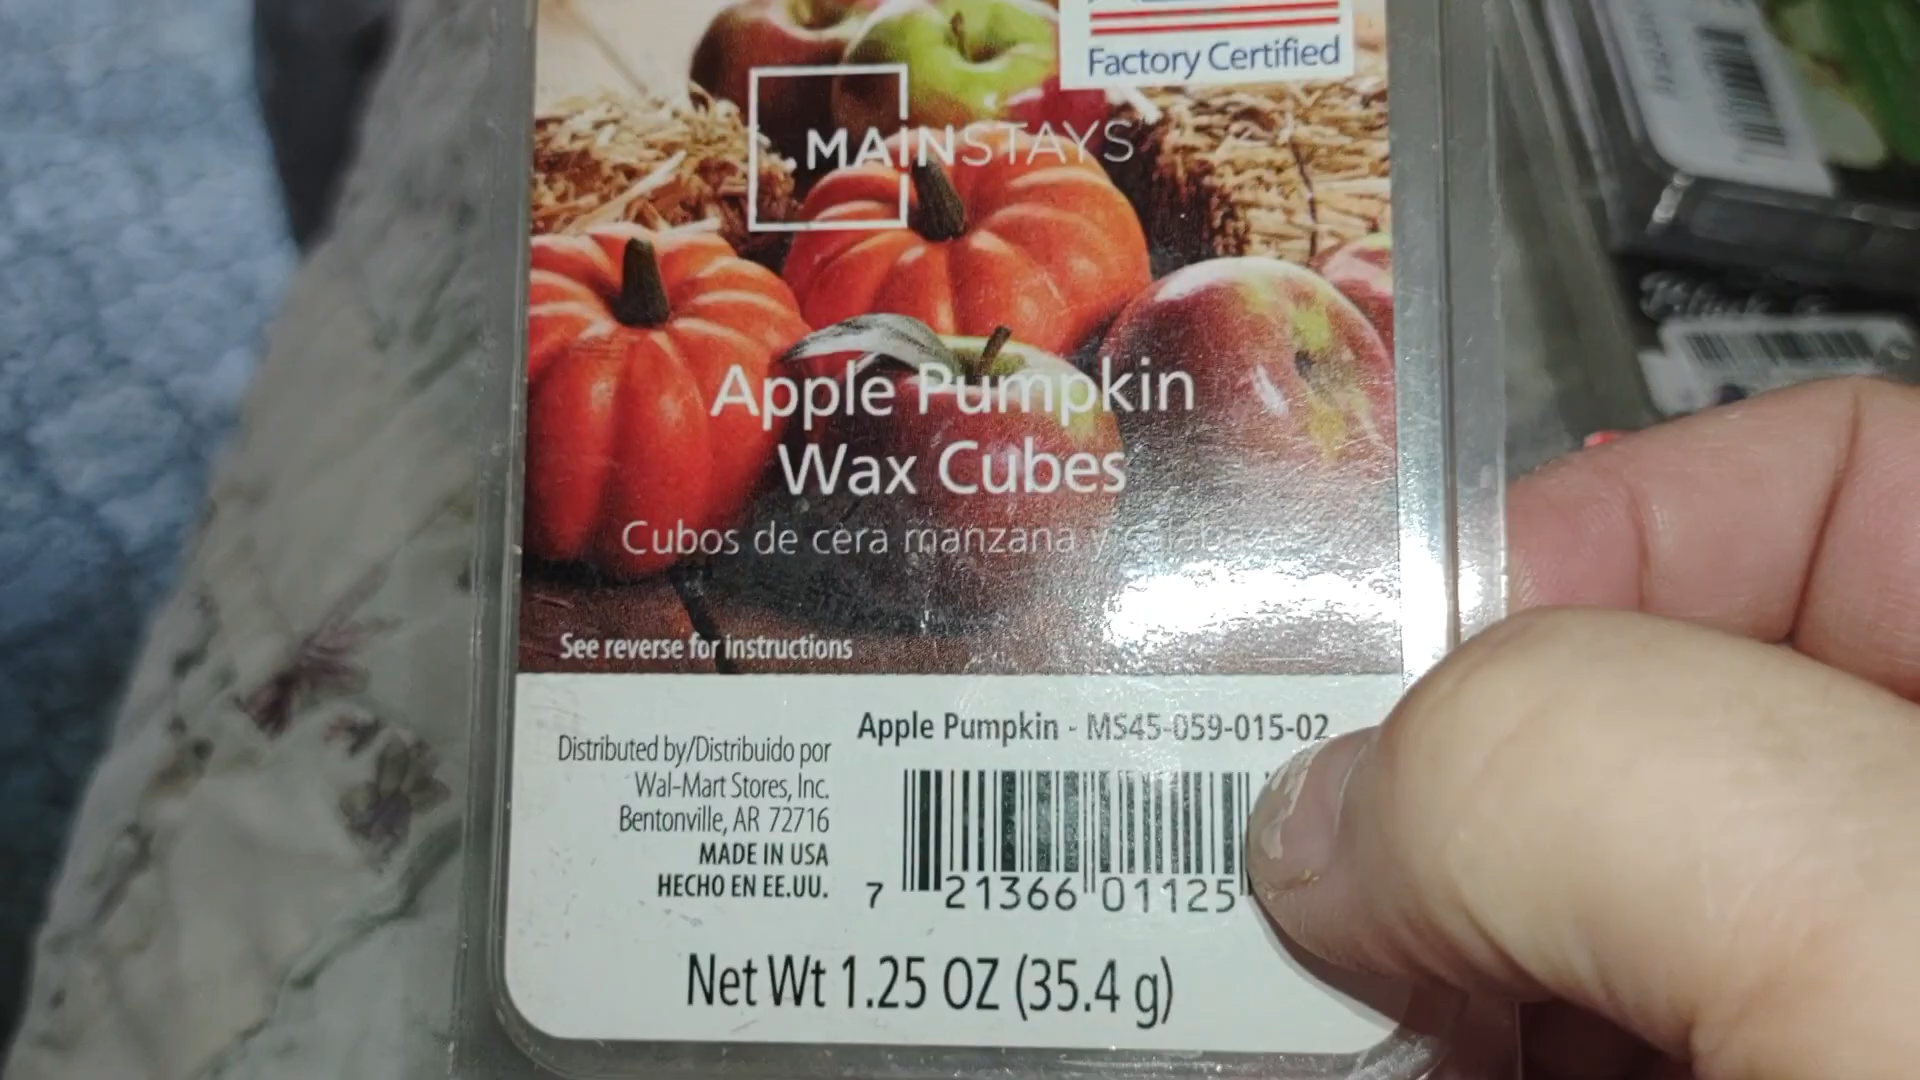 Factory Certified
MAINSTAYS
Apple Pumpkin
Wax Cubes
Cubos de cera manzana y
See reverse for instructions
Apple Pumpkin - MS45-059-015-02
Distributed by/Distribuido por
Wal-Mart Stores, Inc.
Bentonville, AR 72716
MADE IN USA
HECHO EN EE.UU.
7 21366 01125
Net Wt 1.25 OZ (35.4 g)